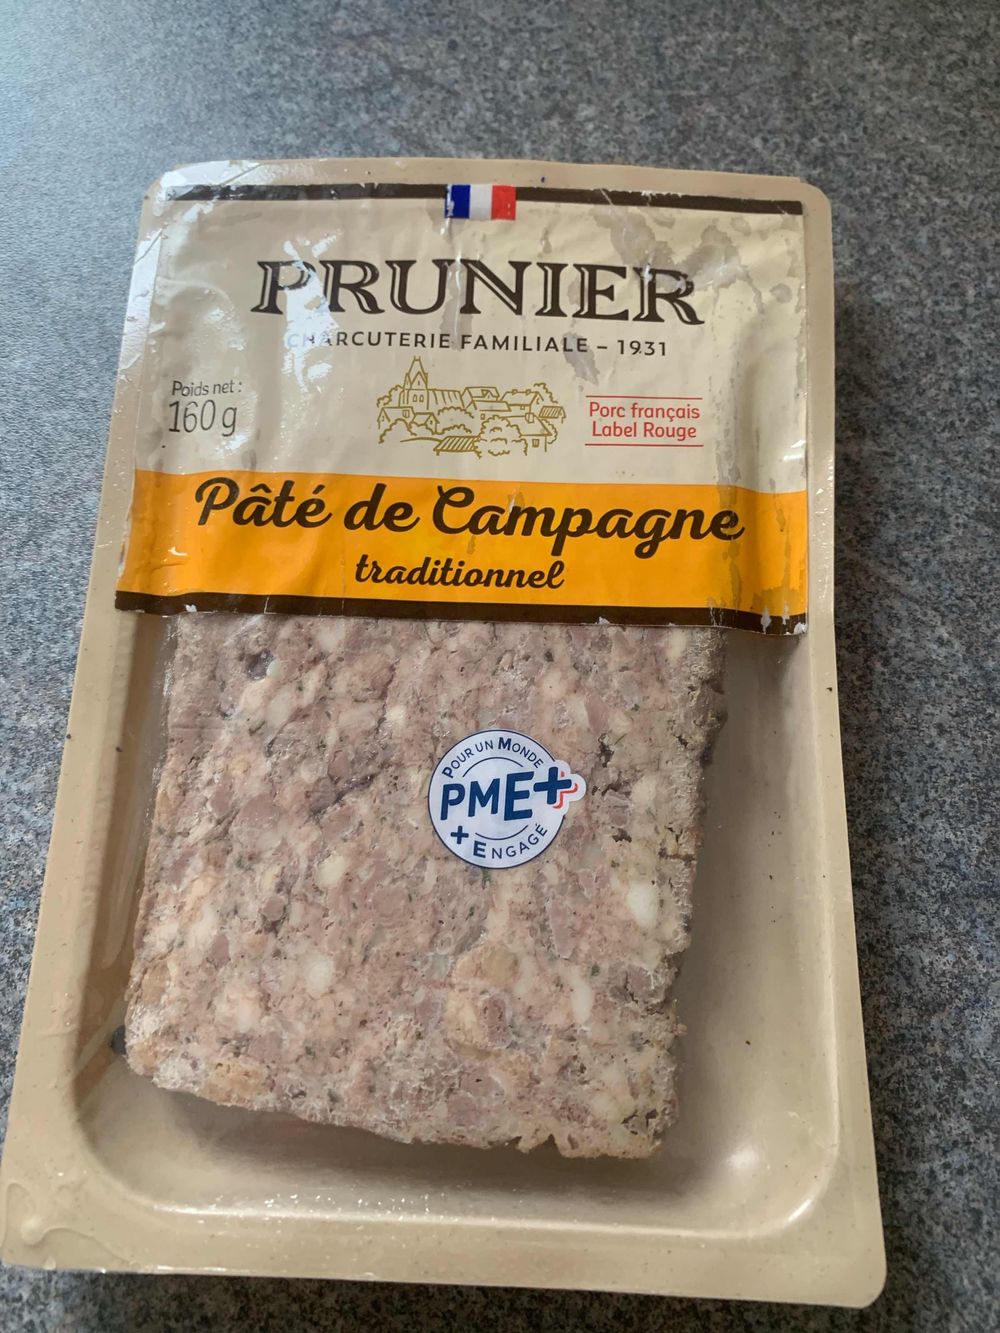 PRUNIER
CHARCUTERIE FAMILIALE – 1931
Poids net :
160 g
Porc français
Label Rouge
Pâté de Campagne
traditionnel
POUR UN MONDE
PME+
+ ENGAGÉ